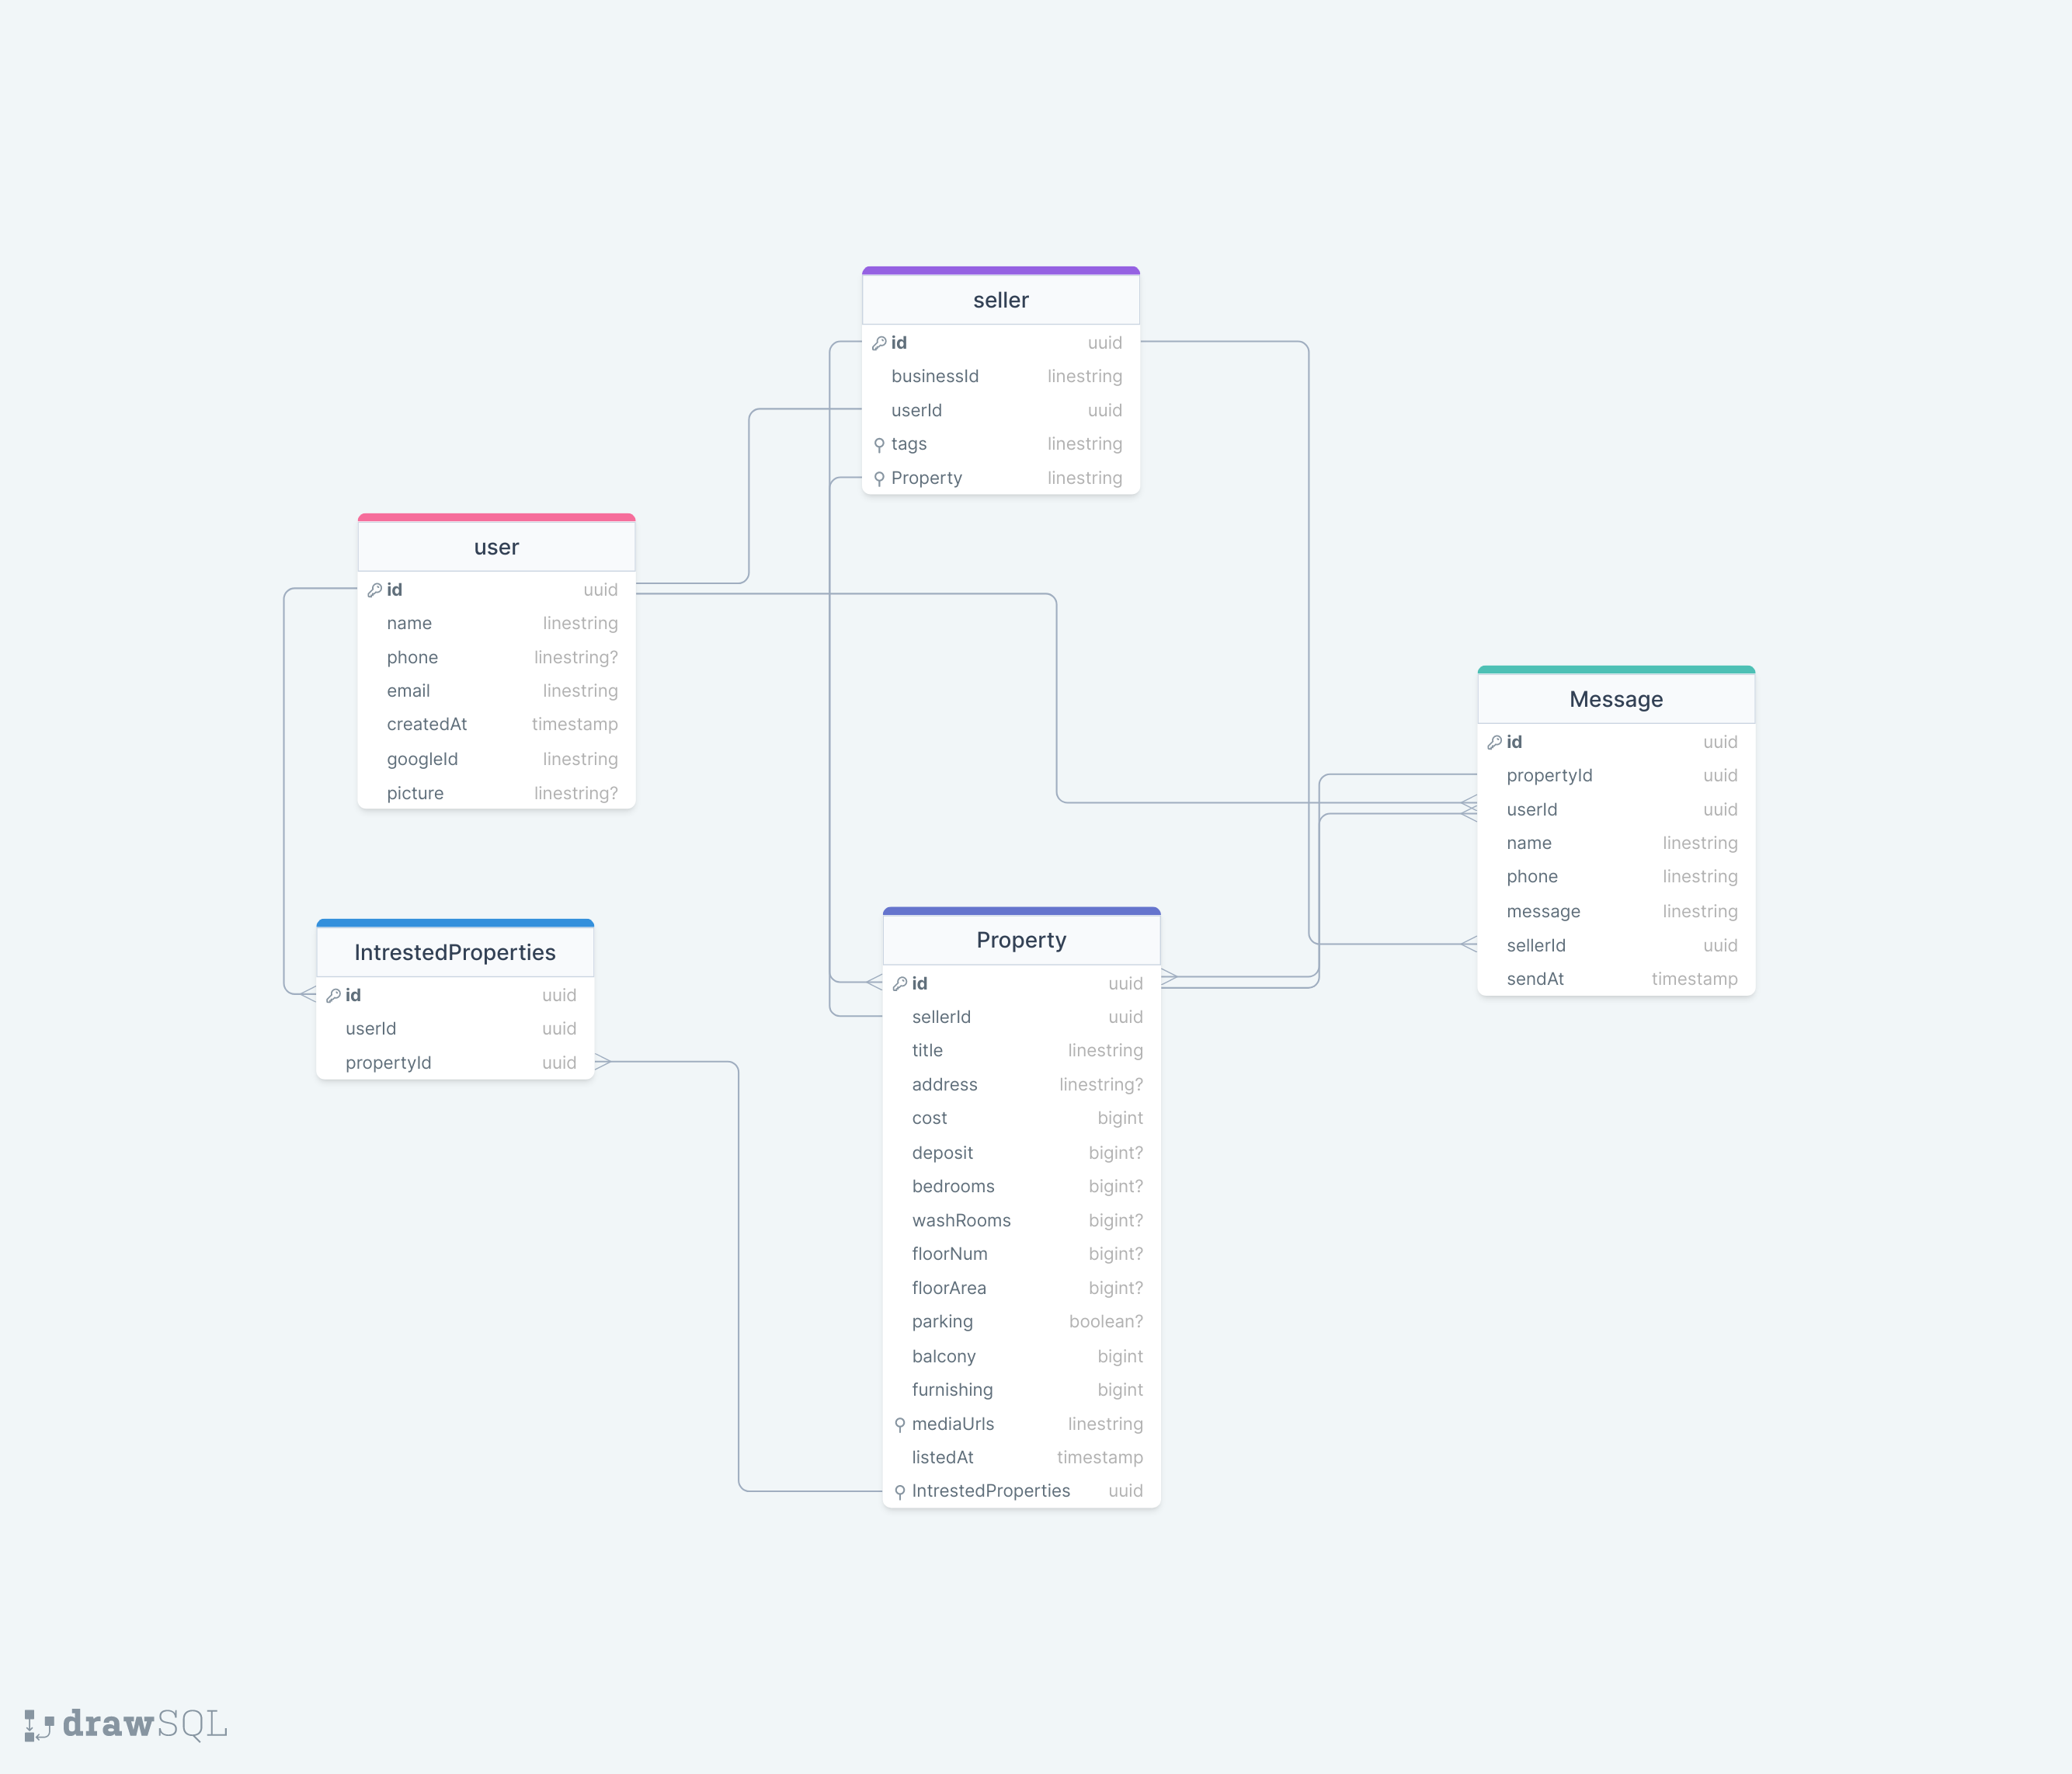 seller
id uuid
businessId linestring
userId uuid
tags linestring
Property linestring
user
id uuid
name linestring
phone linestring?
email linestring
createdAt timestamp
googleId linestring
picture linestring?
Message
id uuid
propertyId uuid
userId uuid
name linestring
phone linestring
message linestring
sellerId uuid
sendAt timestamp
IntrestedProperties
id uuid
userId uuid
propertyId uuid
Property
id uuid
sellerId uuid
title linestring
address linestring?
cost bigint
deposit bigint?
bedrooms bigint?
washRooms bigint?
floorNum bigint?
floorArea bigint?
parking boolean?
balcony bigint
furnishing bigint
mediaUrls linestring
listedAt timestamp
IntrestedProperties uuid
drawSQL